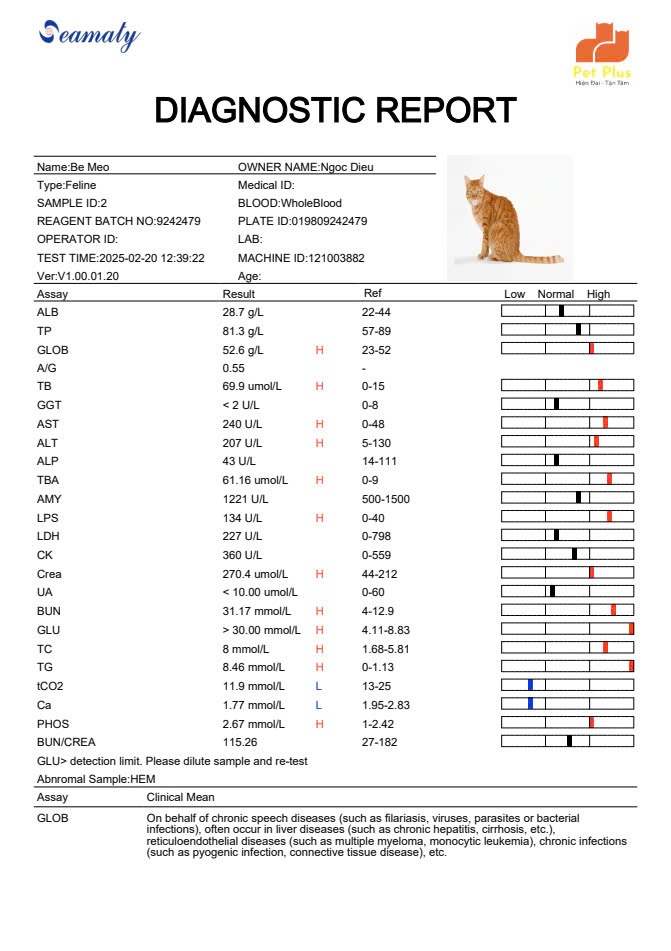 Seamaty
Pet Plus
Hiện Đại - Tận Tâm
DIAGNOSTIC REPORT
Name:Be Meo OWNER NAME:Ngoc Dieu
Type:Feline Medical ID:
SAMPLE ID:2 BLOOD:WholeBlood
REAGENT BATCH NO:9242479 PLATE ID:019809242479
OPERATOR ID: LAB:
TEST TIME:2025-02-20 12:39:22 MACHINE ID:121003882
Ver:V1.00.01.20 Age:
Assay Result Ref Low Normal High
ALB 28.7 g/L 22-44
TP 81.3 g/L 57-89
GLOB 52.6 g/L H 23-52
A/G 0.55 -
TB 69.9 umol/L H 0-15
GGT < 2 U/L 0-8
AST 240 U/L H 0-48
ALT 207 U/L H 5-130
ALP 43 U/L 14-111
TBA 61.16 umol/L H 0-9
AMY 1221 U/L 500-1500
LPS 134 U/L H 0-40
LDH 227 U/L 0-798
CK 360 U/L 0-559
Crea 270.4 umol/L H 44-212
UA < 10.00 umol/L 0-60
BUN 31.17 mmol/L H 4-12.9
GLU > 30.00 mmol/L H 4.11-8.83
TC 8 mmol/L H 1.68-5.81
TG 8.46 mmol/L H 0-1.13
tCO2 11.9 mmol/L L 13-25
Ca 1.77 mmol/L L 1.95-2.83
PHOS 2.67 mmol/L H 1-2.42
BUN/CREA 115.26 27-182
GLU> detection limit. Please dilute sample and re-test
Abnromal Sample:HEM
Assay Clinical Mean
GLOB On behalf of chronic speech diseases (such as filariasis, viruses, parasites or bacterial
infections), often occur in liver diseases (such as chronic hepatitis, cirrhosis, etc.),
reticuloendothelial diseases (such as multiple myeloma, monocytic leukemia), chronic infections
(such as pyogenic infection, connective tissue disease), etc.